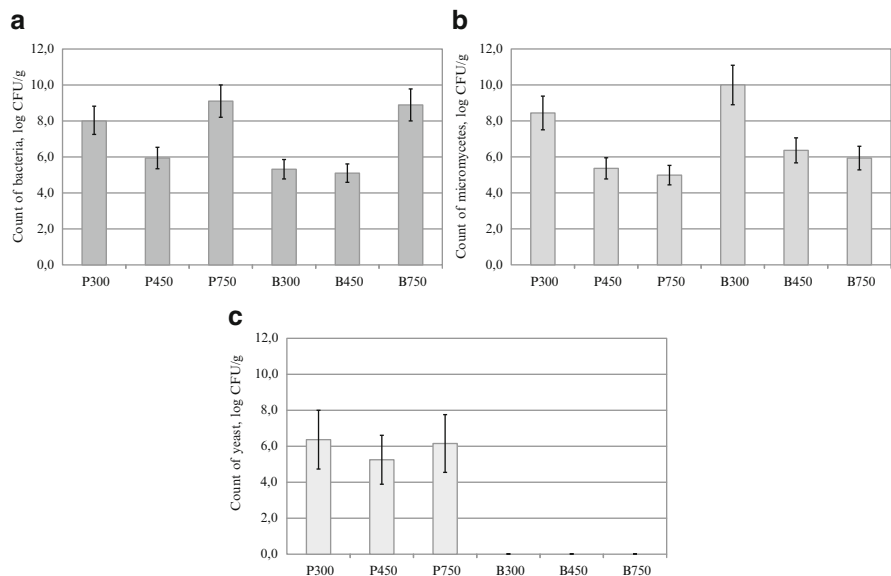 a
Count of bacteria, log CFU/g
12,0
10,0
8,0
6,0
4,0
2,0
0,0
P300 P450 P750 B300 B450 B750
b
Count of micromycetes, log CFU/g
12,0
10,0
8,0
6,0
4,0
2,0
0,0
P300 P450 P750 B300 B450 B750
c
Count of yeast, log CFU/g
12,0
10,0
8,0
6,0
4,0
2,0
0,0
P300 P450 P750 B300 B450 B750